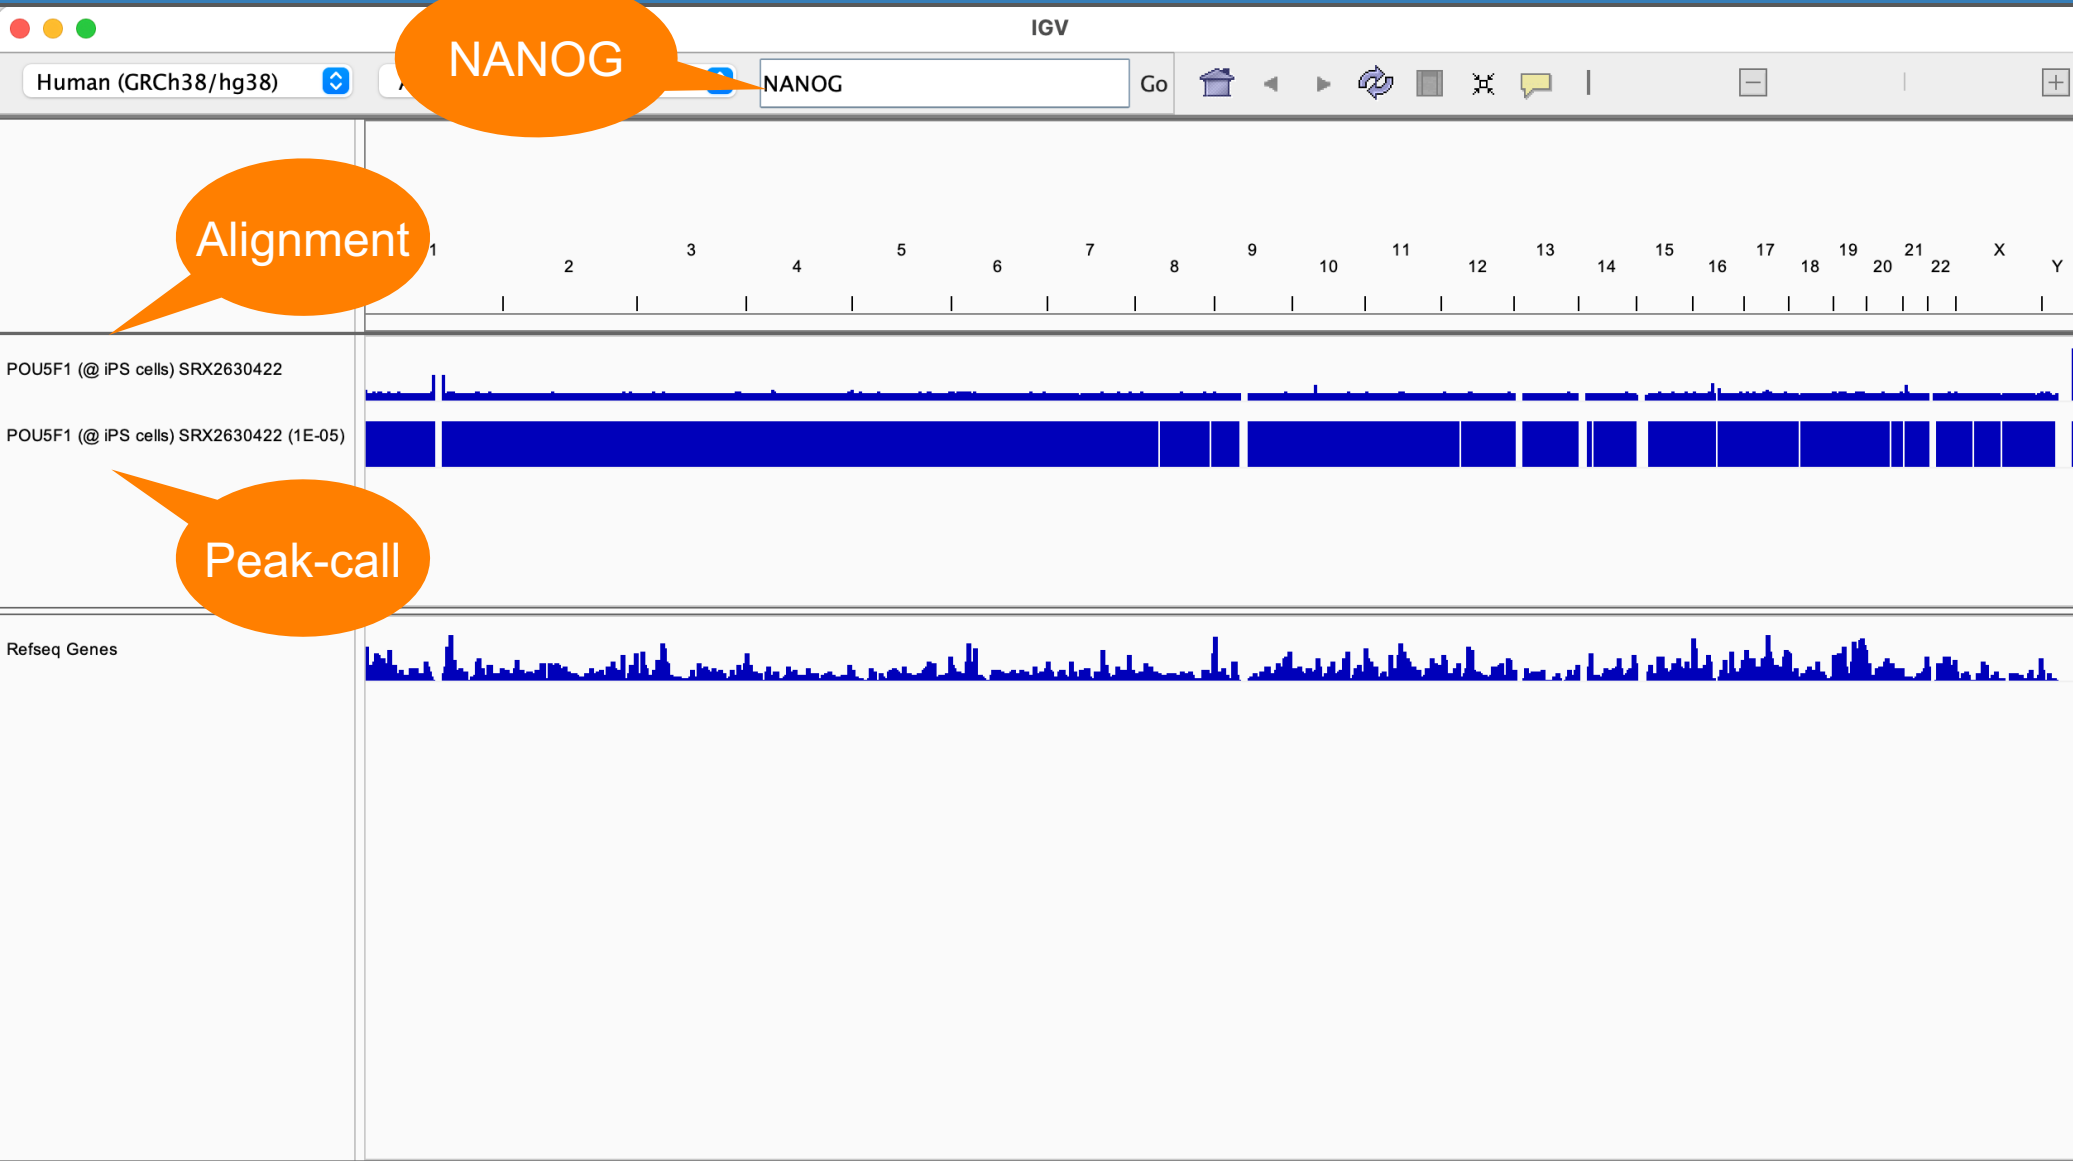 IGV
NANOG
Human (GRCh38/hg38)
NANOG
Go
Alignment
1 3 5 7 9 11 13 15 17 19 21 X
2 4 6 8 10 12 14 16 18 20 22 Y
POU5F1 (@ iPS cells) SRX2630422
POU5F1 (@ iPS cells) SRX2630422 (1E-05)
Peak-call
Refseq Genes